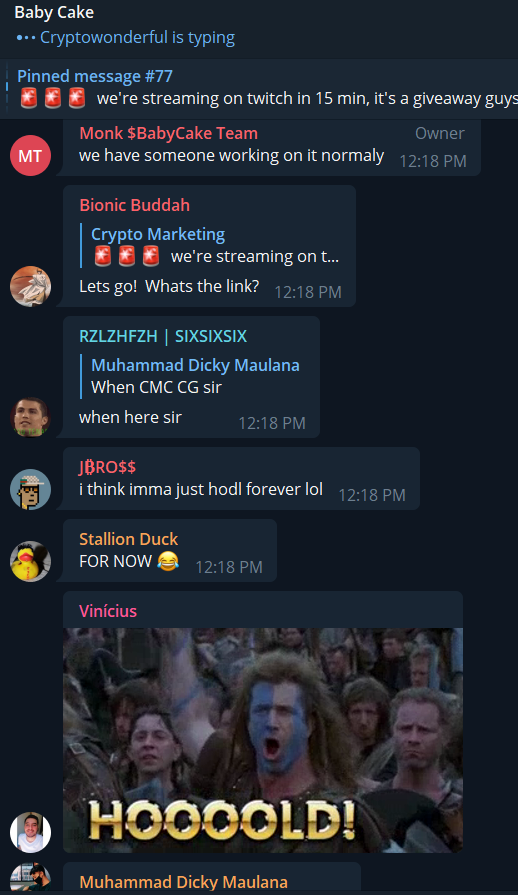 Baby Cake
Cryptowonderful is typing
Pinned message #77
🚨 🚨 🚨 we're streaming on twitch in 15 min, it's a giveaway guys
Monk $BabyCake Team Owner
MT
we have someone working on it normaly 12:18 PM
Bionic Buddah
Crypto Marketing
🚨 🚨 🚨 we're streaming on t...
Lets go! Whats the link? 12:18 PM
RZLZHFZH | SIXSIXSIX
Muhammad Dicky Maulana
When CMC CG sir
when here sir 12:18 PM
J₿RO$$
i think imma just hodl forever lol 12:18 PM
Stallion Duck
FOR NOW 😂 12:18 PM
Vinícius
HOOOOLD!
Muhammad Dicky Maulana